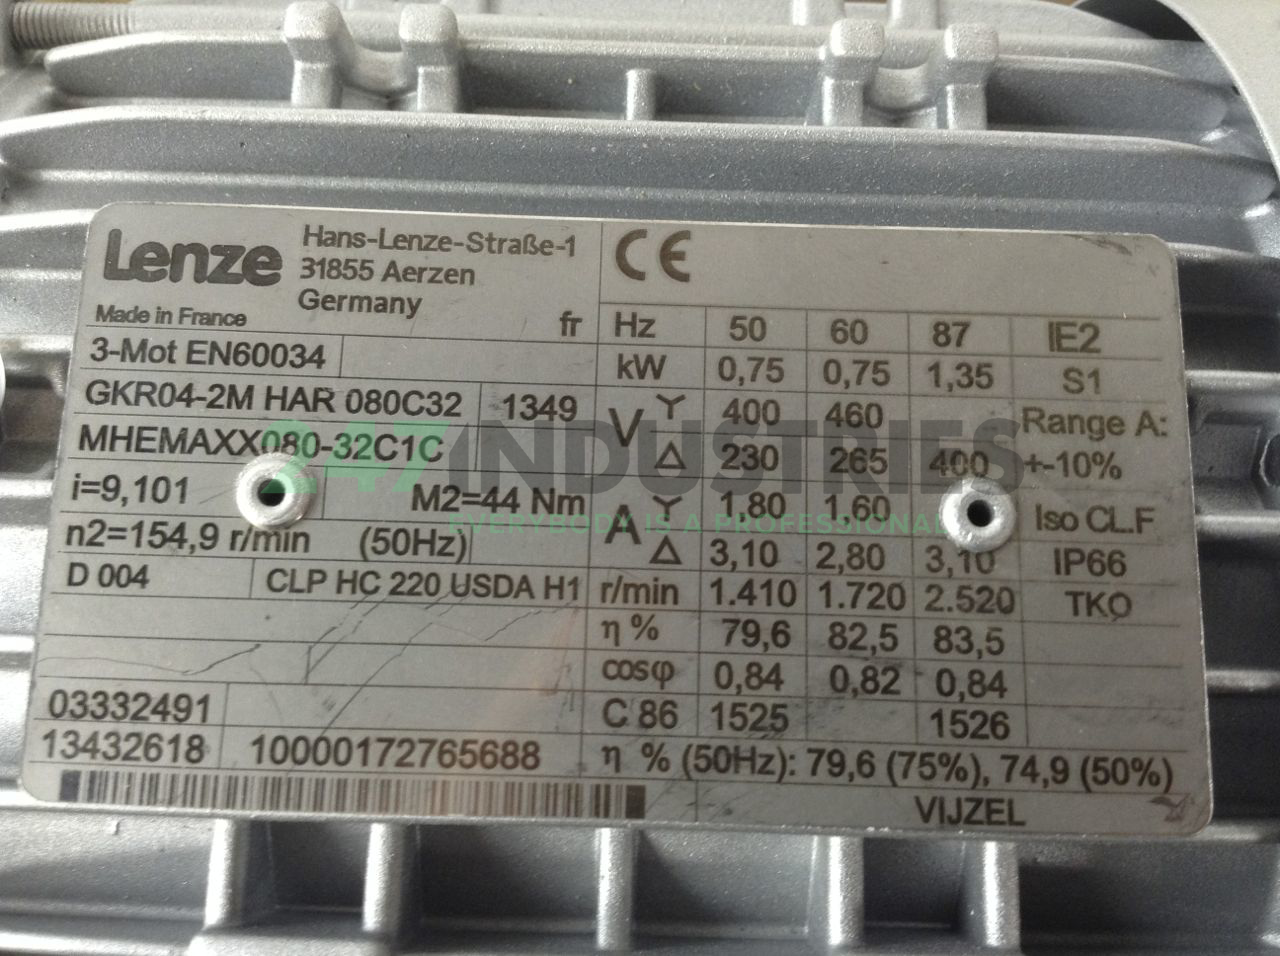 Lenze
Hans-Lenze-Straße-1
31855 Aerzen
Germany
Made in France
fr
3-Mot EN60034
GKR04-2M HAR 080C32 1349
MHEMAXX080-32C1C
i=9,101 M2=44 Nm
n2=154,9 r/min (50Hz)
D 004 CLP HC 220 USDA H1
03332491
13432618 10000172765688
CE
Hz 50 60 87 IE2
kW 0,75 0,75 1,35 S1
V Y 400 460 Range A:
Δ 230 265 400 +-10%
A Y 1,80 1,60 Iso CL.F
Δ 3,10 2,80 3,10 IP66
r/min 1.410 1.720 2.520 TKO
η % 79,6 82,5 83,5
cosφ 0,84 0,82 0,84
C 86 1525 1526
η % (50Hz): 79,6 (75%), 74,9 (50%)
VIJZEL
247 INDUSTRIES
EVERYBODY IS A PROFESSIONAL